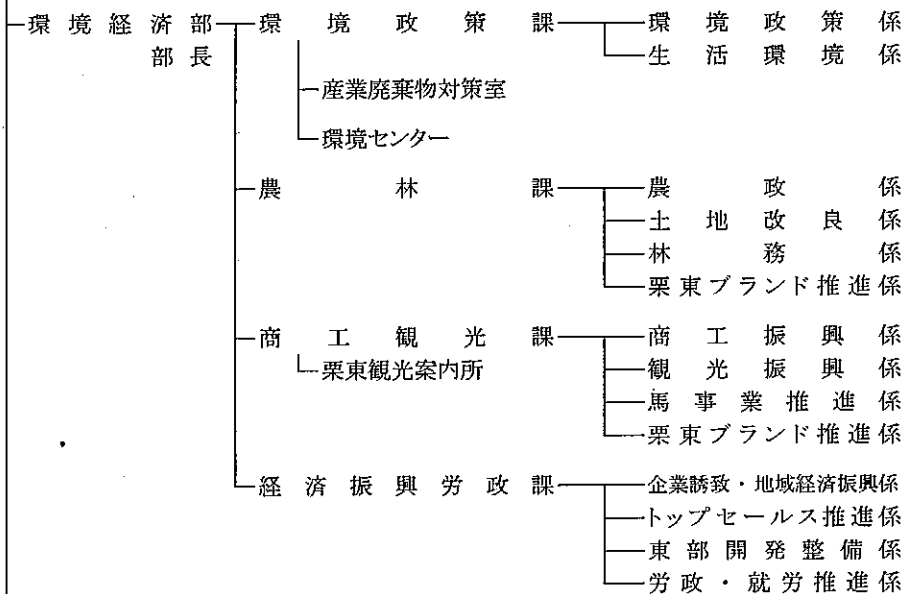 環境経済部 環境政策課 環境政策係
部長 生活環境係
産業廃棄物対策室
環境センター
農林課 農政係
土地改良係
林務係
栗東ブランド推進係
商工観光課 商工振興係
栗東観光案内所 観光振興係
馬事業推進係
栗東ブランド推進係
経済振興労政課 企業誘致・地域経済振興係
トップセールス推進係
東部開発整備係
労政・就労推進係